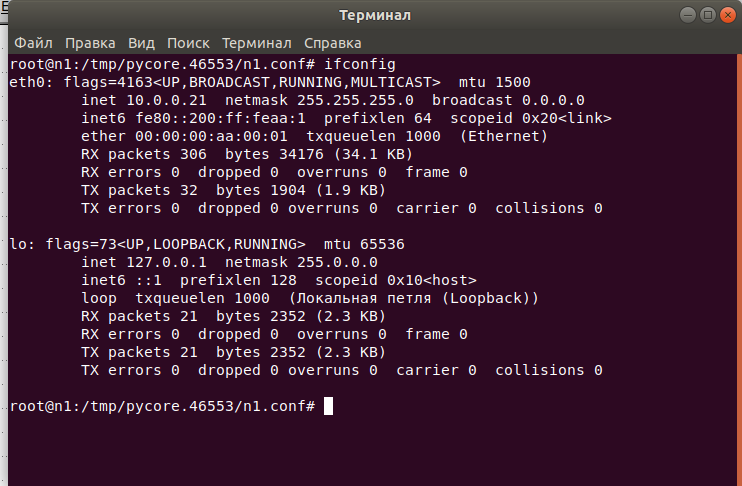 Терминал
Файл Правка Вид Поиск Терминал Справка
root@n1:/tmp/pycore.46553/n1.conf# ifconfig
eth0: flags=4163<UP,BROADCAST,RUNNING,MULTICAST>  mtu 1500
        inet 10.0.0.21  netmask 255.255.255.0  broadcast 0.0.0.0
        inet6 fe80::200:ff:feaa:1  prefixlen 64  scopeid 0x20<link>
        ether 00:00:00:aa:00:01  txqueuelen 1000  (Ethernet)
        RX packets 306  bytes 34176 (34.1 KB)
        RX errors 0  dropped 0  overruns 0  frame 0
        TX packets 32  bytes 1904 (1.9 KB)
        TX errors 0  dropped 0 overruns 0  carrier 0  collisions 0

lo: flags=73<UP,LOOPBACK,RUNNING>  mtu 65536
        inet 127.0.0.1  netmask 255.0.0.0
        inet6 ::1  prefixlen 128  scopeid 0x10<host>
        loop  txqueuelen 1000  (Локальная петля (Loopback))
        RX packets 21  bytes 2352 (2.3 KB)
        RX errors 0  dropped 0  overruns 0  frame 0
        TX packets 21  bytes 2352 (2.3 KB)
        TX errors 0  dropped 0 overruns 0  carrier 0  collisions 0

root@n1:/tmp/pycore.46553/n1.conf#